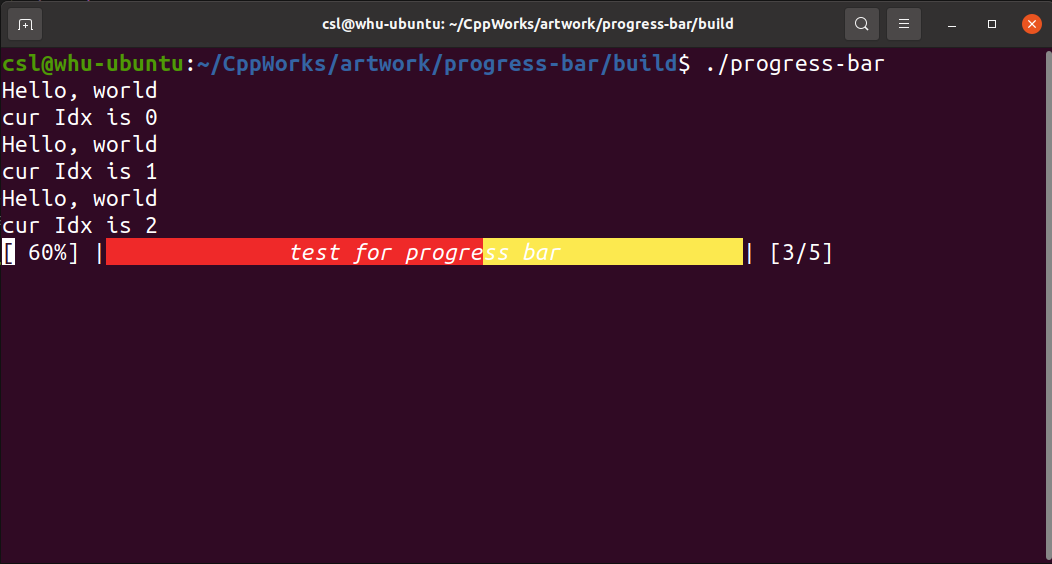 csl@whu-ubuntu: ~/CppWorks/artwork/progress-bar/build
csl@whu-ubuntu:~/CppWorks/artwork/progress-bar/build$ ./progress-bar
Hello, world
cur Idx is 0
Hello, world
cur Idx is 1
Hello, world
cur Idx is 2
[ 60%] | test for progress bar | [3/5]